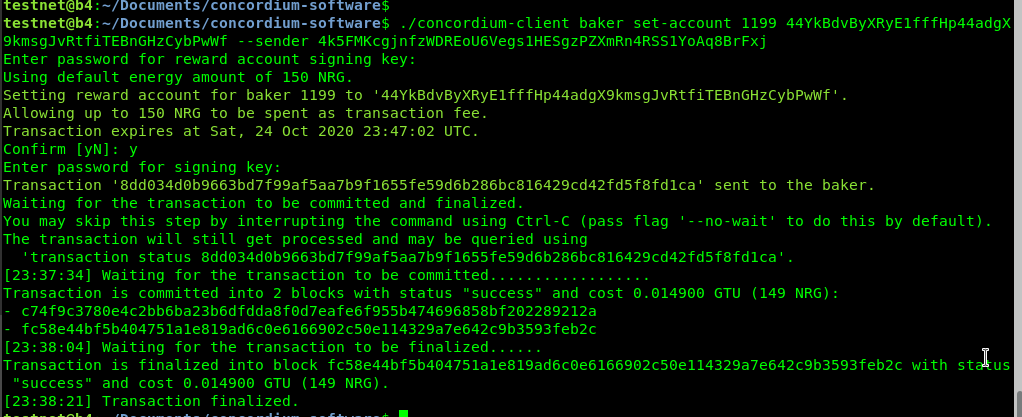 testnet@b4:~/Documents/concordium-software$
testnet@b4:~/Documents/concordium-software$ ./concordium-client baker set-account 1199 44YkBdvByXRyE1fffHp44adgX
9kmsgJvRtfiTEBnGHzCybPwWf --sender 4k5FMKcgjnfzWDREoU6Vegs1HESgzPZXmRn4RSS1YoAq8BrFxj
Enter password for reward account signing key:
Using default energy amount of 150 NRG.
Setting reward account for baker 1199 to '44YkBdvByXRyE1fffHp44adgX9kmsgJvRtfiTEBnGHzCybPwWf'.
Allowing up to 150 NRG to be spent as transaction fee.
Transaction expires at Sat, 24 Oct 2020 23:47:02 UTC.
Confirm [yN]: y
Enter password for signing key:
Transaction '8dd034d0b9663bd7f99af5aa7b9f1655fe59d6b286bc816429cd42fd5f8fd1ca' sent to the baker.
Waiting for the transaction to be committed and finalized.
You may skip this step by interrupting the command using Ctrl-C (pass flag '--no-wait' to do this by default).
The transaction will still get processed and may be queried using
  'transaction status 8dd034d0b9663bd7f99af5aa7b9f1655fe59d6b286bc816429cd42fd5f8fd1ca'.
[23:37:34] Waiting for the transaction to be committed..................
Transaction is committed into 2 blocks with status "success" and cost 0.014900 GTU (149 NRG):
- c74f9c3780e4c2bb6ba23b6dfdda8f0d7eafe6f955b474696858bf202289212a
- fc58e44bf5b404751a1e819ad6c0e6166902c50e114329a7e642c9b3593feb2c
[23:38:04] Waiting for the transaction to be finalized......
Transaction is finalized into block fc58e44bf5b404751a1e819ad6c0e6166902c50e114329a7e642c9b3593feb2c with status
 "success" and cost 0.014900 GTU (149 NRG).
[23:38:21] Transaction finalized.
testnet@b4:~/Documents/concordium-software$